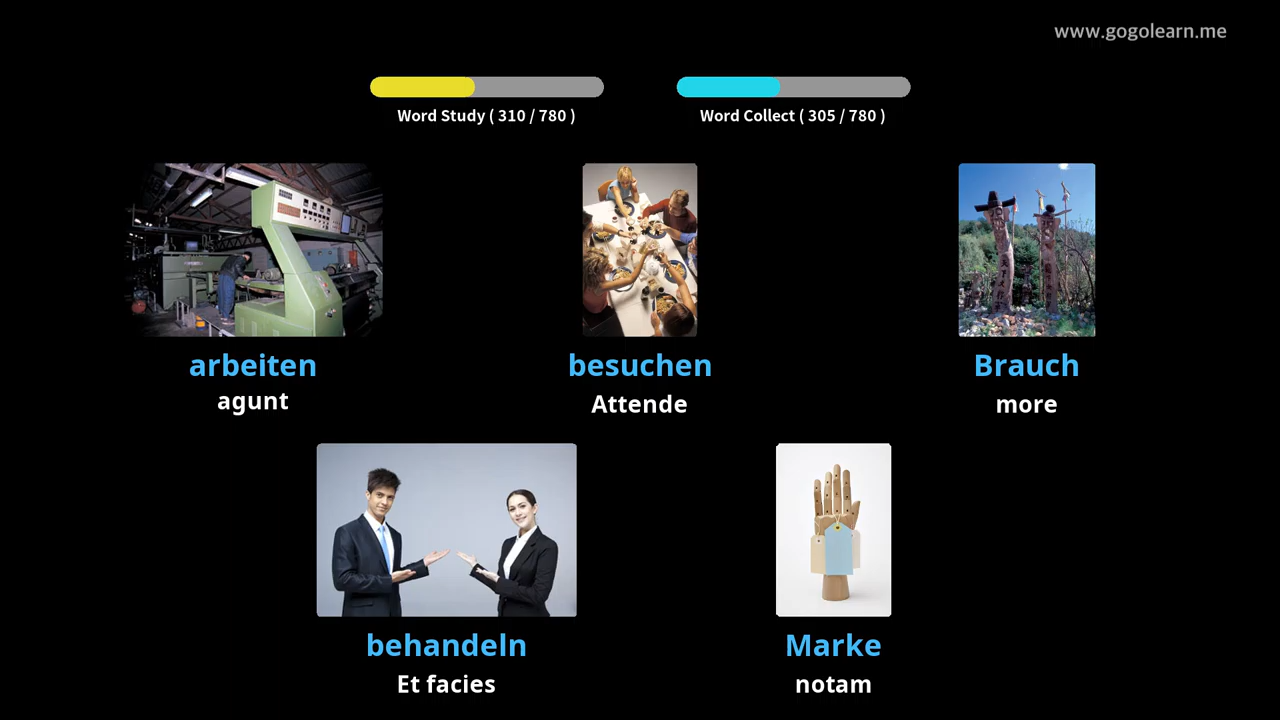 www.gogolearn.me
Word Study ( 310 / 780 )
Word Collect ( 305 / 780 )
arbeiten
agunt
besuchen
Attende
Brauch
more
behandeln
Et facies
Marke
notam